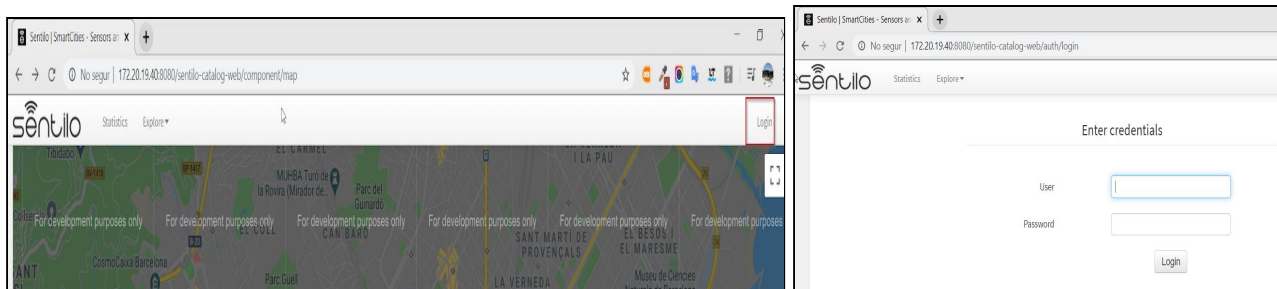 Sentilo | SmartCities - Sensors an
No segur | 172.20.19.40:8080/sentilo-catalog-web/component/map
sentilo Statistics Explore Login
Tibidabo
EL CARMEL
LA VERNEDA
I LA PAU
BV-1418
BP-1417
MUHBA Turó de
la Rovira (Mirador de...
Parc del
Guinardó
For development purposes only For development purposes only For development purposes only For development purposes only For development purposes only For development purposes
EL COLL
CAN BARÓ
SANT MARTÍ DE
PROVENÇALS
EL BESÒS I
EL MARESME
B-20
CosmoCaixa Barcelona
Parc Güell
Museu de Ciències
Naturals de Barcelona
Sentilo | SmartCities - Sensors an
No segur | 172.20.19.40:8080/sentilo-catalog-web/auth/login
sentilo Statistics Explore
Enter credentials
User
Password
Login